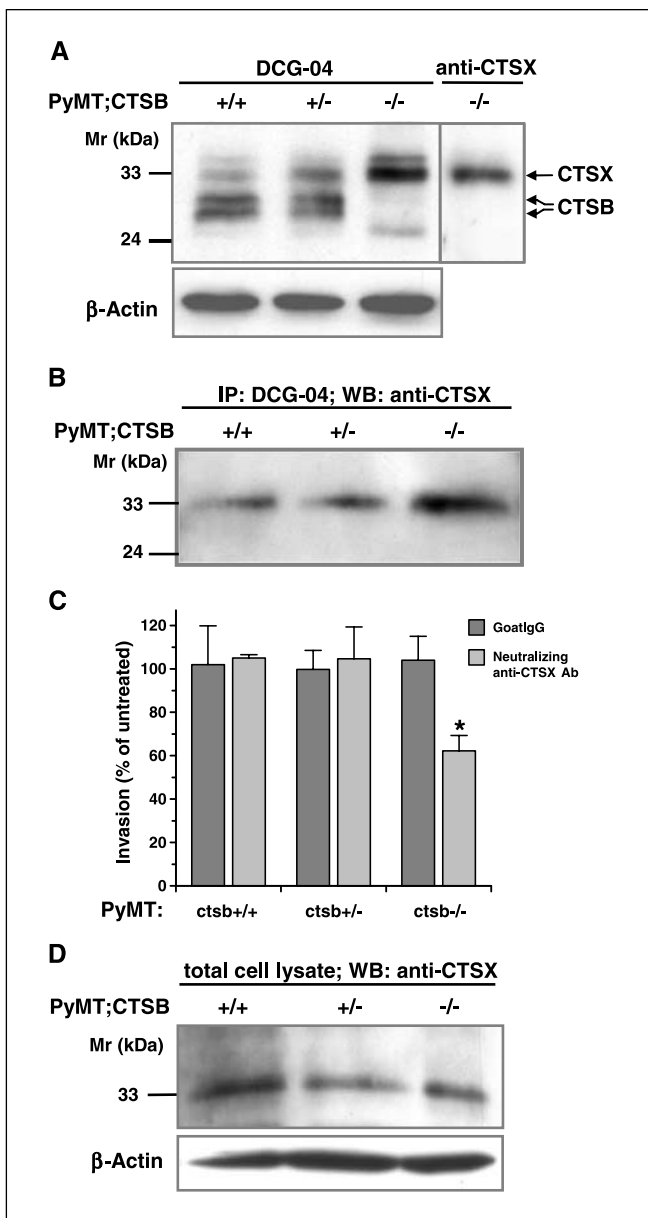 A
DCG-04 anti-CTSX
PyMT;CTSB +/+ +/- -/- -/-
Mr (kDa)
33
24
CTSX
CTSB
β-Actin
B
IP: DCG-04; WB: anti-CTSX
PyMT;CTSB +/+ +/- -/-
Mr (kDa)
33
24
C
Invasion (% of untreated)
120
100
80
60
40
20
0
GoatIgG
Neutralizing
anti-CTSX Ab
*
PyMT: ctsb+/+ ctsb+/- ctsb-/-
D
total cell lysate; WB: anti-CTSX
PyMT;CTSB +/+ +/- -/-
Mr (kDa)
33
β-Actin